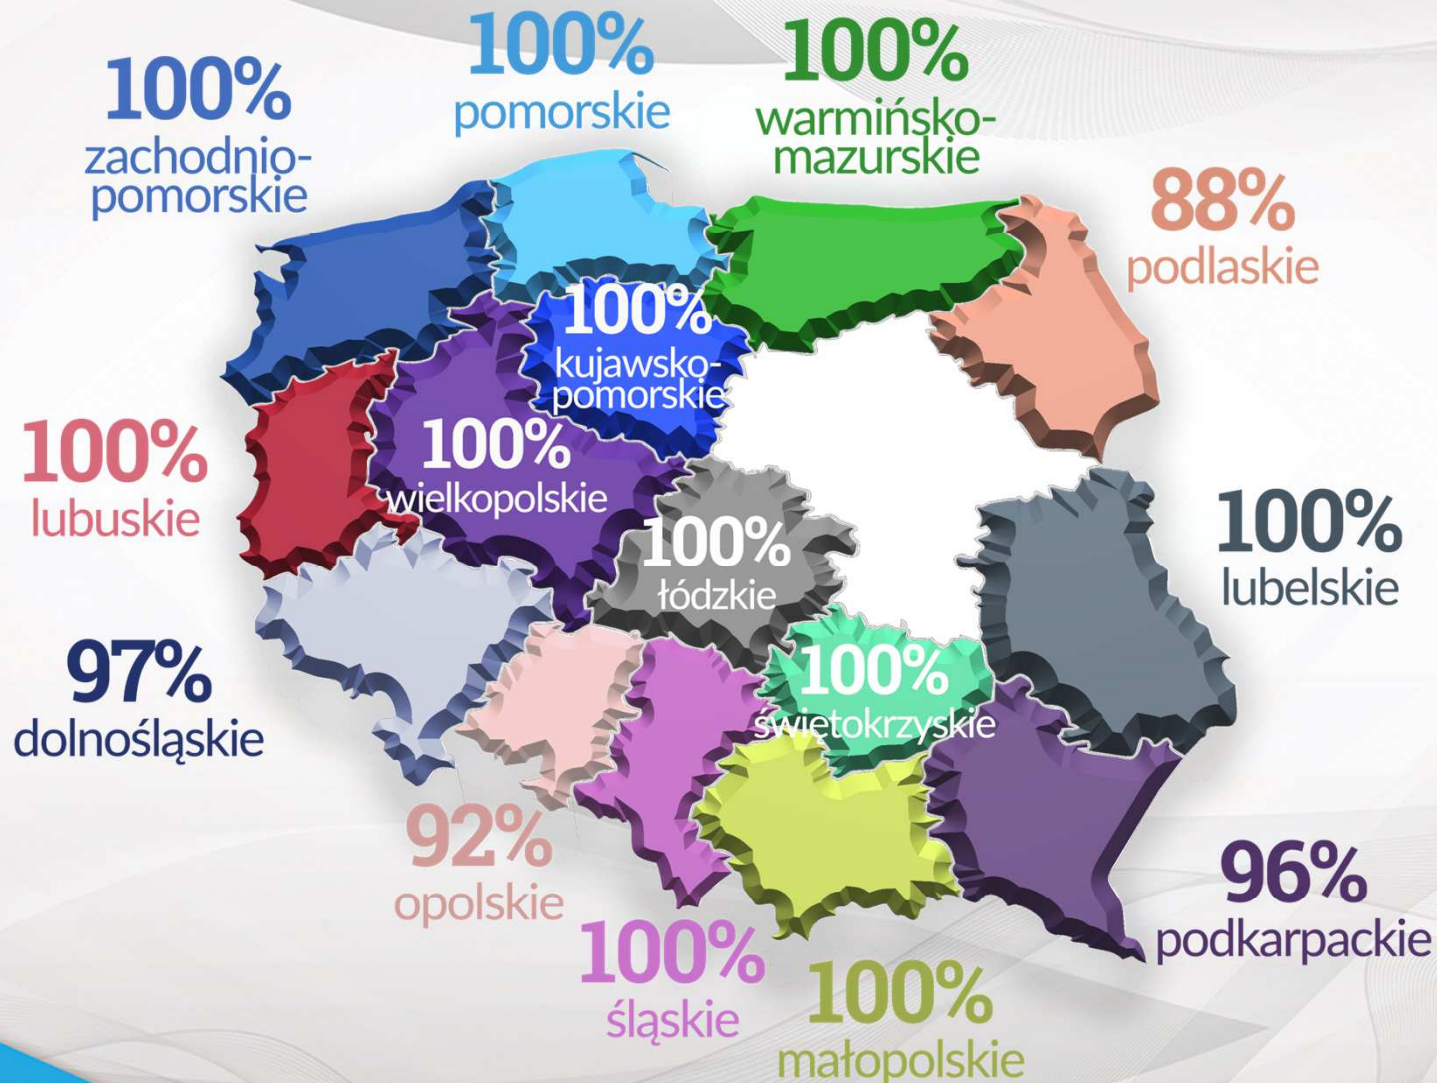 100%
pomorskie
100%
warmińsko-
mazurskie
100%
zachodnio-
pomorskie
88%
podlaskie
100%
kujawsko-
pomorskie
100%
lubuskie
100%
wielkopolskie
100%
łódzkie
100%
lubelskie
97%
dolnośląskie
100%
świętokrzyskie
92%
opolskie
96%
podkarpackie
100%
śląskie
100%
małopolskie